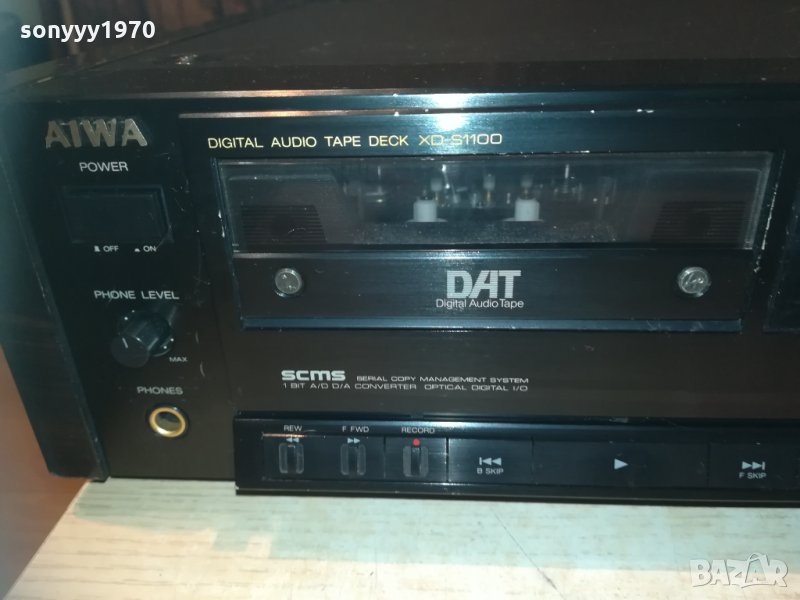 sonyyy1970
AIWA
DIGITAL AUDIO TAPE DECK XD-S1100
POWER
OFF ON
PHONE LEVEL
MAX
PHONES
DAT
Digital Audio Tape
SCMS SERIAL COPY MANAGEMENT SYSTEM
1 BIT A/D D/A CONVERTER OPTICAL DIGITAL I/O
REW F FWD RECORD
B SKIP F SKIP
BAZAR